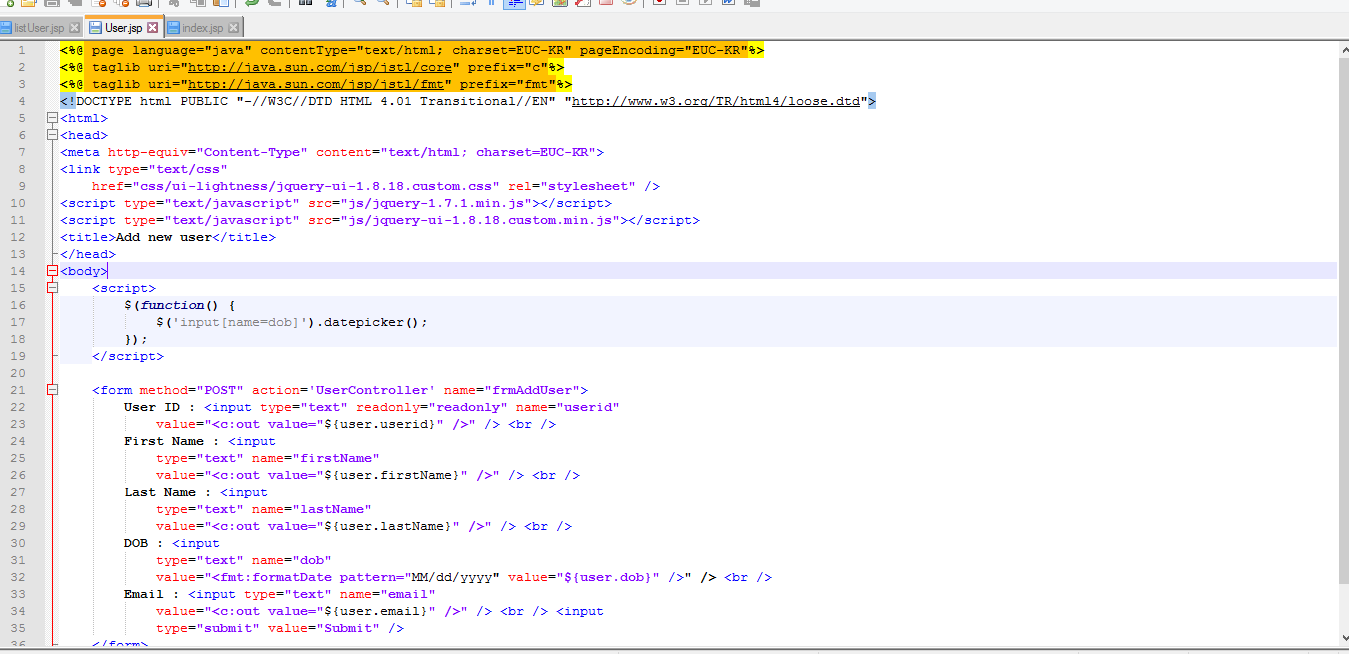 listUser.jsp User.jsp index.jsp
1 <%@ page language="java" contentType="text/html; charset=EUC-KR" pageEncoding="EUC-KR"%>
2 <%@ taglib uri="http://java.sun.com/jsp/jstl/core" prefix="c"%>
3 <%@ taglib uri="http://java.sun.com/jsp/jstl/fmt" prefix="fmt"%>
4 <!DOCTYPE html PUBLIC "-//W3C//DTD HTML 4.01 Transitional//EN" "http://www.w3.org/TR/html4/loose.dtd">
5 <html>
6 <head>
7 <meta http-equiv="Content-Type" content="text/html; charset=EUC-KR">
8 <link type="text/css"
9     href="css/ui-lightness/jquery-ui-1.8.18.custom.css" rel="stylesheet" />
10 <script type="text/javascript" src="js/jquery-1.7.1.min.js"></script>
11 <script type="text/javascript" src="js/jquery-ui-1.8.18.custom.min.js"></script>
12 <title>Add new user</title>
13 </head>
14 <body>
15     <script>
16         $(function() {
17             $('input[name=dob]').datepicker();
18         });
19     </script>
20
21     <form method="POST" action='UserController' name="frmAddUser">
22         User ID : <input type="text" readonly="readonly" name="userid"
23             value="<c:out value="${user.userid}" />" /> <br />
24         First Name : <input
25             type="text" name="firstName"
26             value="<c:out value="${user.firstName}" />" /> <br />
27         Last Name : <input
28             type="text" name="lastName"
29             value="<c:out value="${user.lastName}" />" /> <br />
30         DOB : <input
31             type="text" name="dob"
32             value="<fmt:formatDate pattern="MM/dd/yyyy" value="${user.dob}" />" /> <br />
33         Email : <input type="text" name="email"
34             value="<c:out value="${user.email}" />" /> <br /> <input
35             type="submit" value="Submit" />
36     </form>